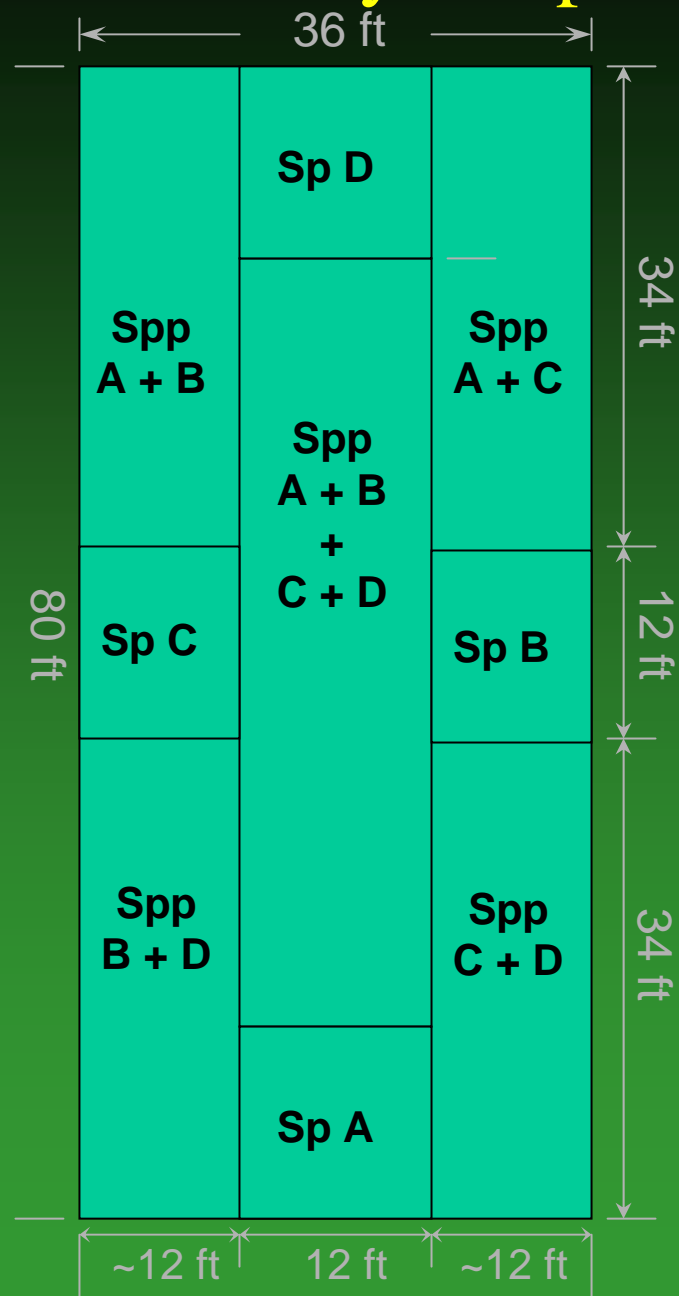 36 ft
Sp D
34 ft
Spp
A + B
Spp
A + C
Spp
A + B
+
C + D
80 ft
Sp C
Sp B
12 ft
Spp
B + D
Spp
C + D
34 ft
Sp A
~12 ft
12 ft
~12 ft